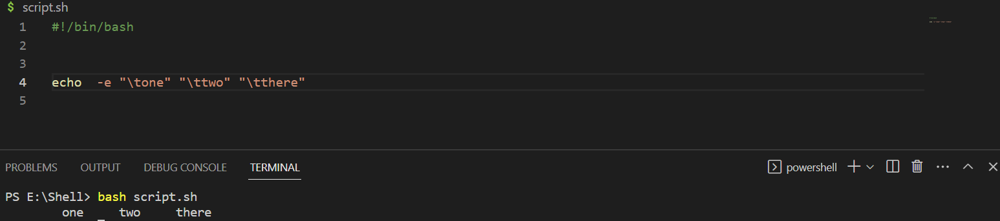 $ script.sh
1 #!/bin/bash
2
3
4 echo  -e "\tone" "\ttwo" "\tthere"
5
PROBLEMS OUTPUT DEBUG CONSOLE TERMINAL powershell
PS E:\Shell> bash script.sh
        one     two     there